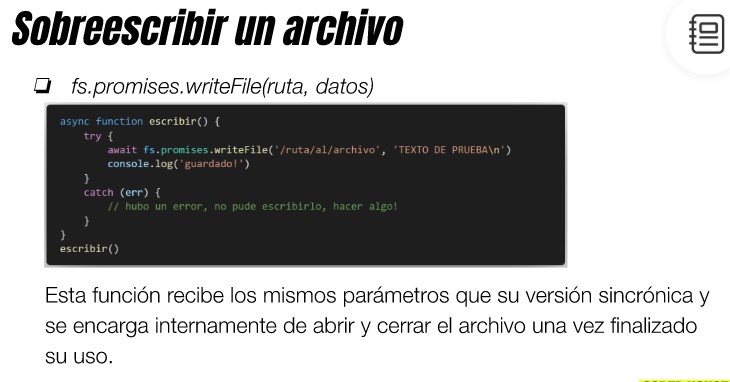 Sobreescribir un archivo
❏ fs.promises.writeFile(ruta, datos)
async function escribir() {
    try {
        await fs.promises.writeFile('/ruta/al/archivo', 'TEXTO DE PRUEBA\n')
        console.log('guardado!')
    }
    catch (err) {
        // hubo un error, no pude escribirlo, hacer algo!
    }
}
escribir()
Esta función recibe los mismos parámetros que su versión sincrónica y
se encarga internamente de abrir y cerrar el archivo una vez finalizado
su uso.